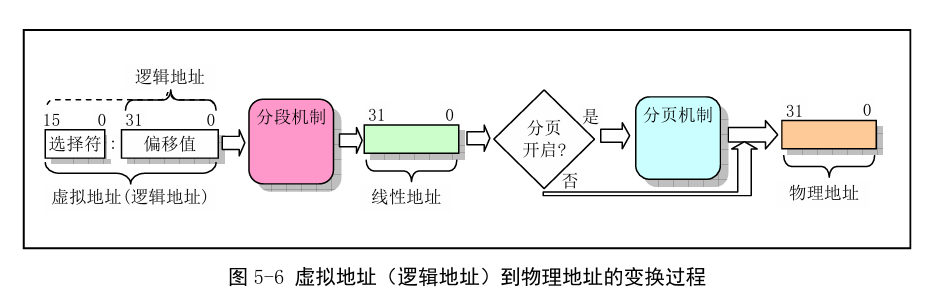 逻辑地址
15 0 31 0
选择符 : 偏移值
虚拟地址(逻辑地址)
分段机制
31 0
线性地址
分页
开启?
是
否
分页机制
31 0
物理地址
图 5-6 虚拟地址（逻辑地址）到物理地址的变换过程